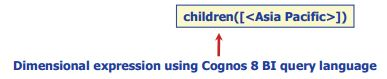 children([<Asia Pacific>])
Dimensional expression using Cognos 8 BI query language